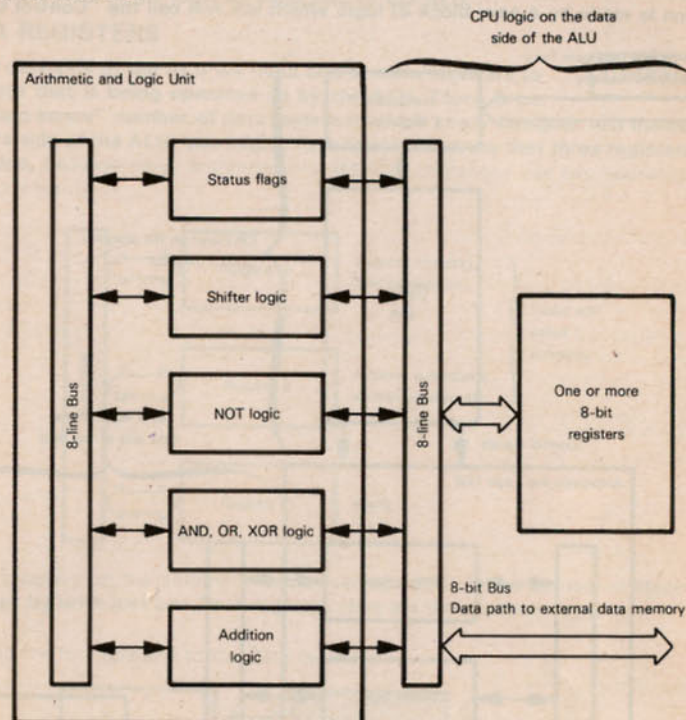 CPU logic on the data
side of the ALU
Arithmetic and Logic Unit
8-line Bus
Status flags
Shifter logic
NOT logic
AND, OR, XOR logic
Addition
logic
8-line Bus
One or more
8-bit
registers
8-bit Bus
Data path to external data memory